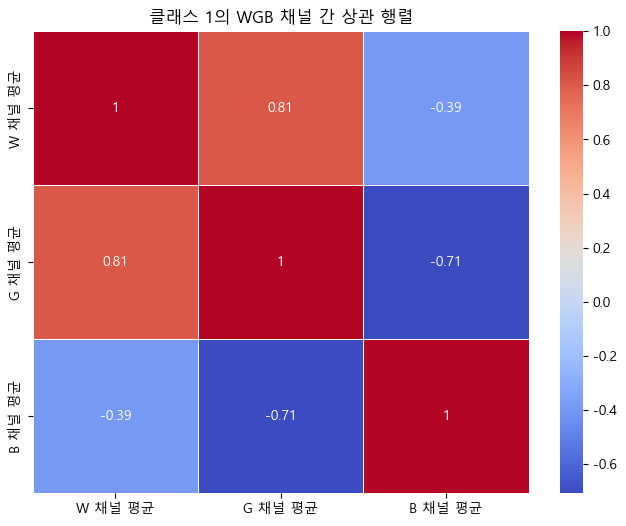 클래스 1의 WGB 채널 간 상관 행렬
W 채널 평균
1
0.81
-0.39
G 채널 평균
0.81
1
-0.71
B 채널 평균
-0.39
-0.71
1
W 채널 평균
G 채널 평균
B 채널 평균
1.0
0.8
0.6
0.4
0.2
0.0
-0.2
-0.4
-0.6